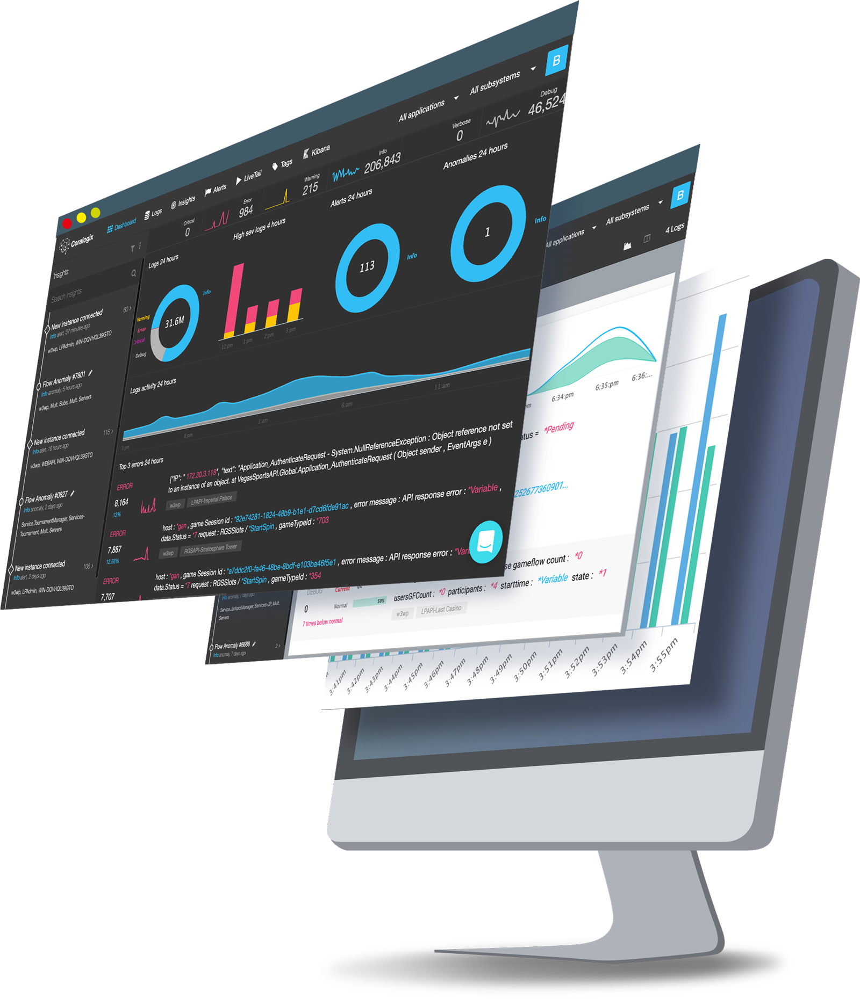 B
All applications
All subsystems
Coralogix
Dashboard
Logs
Insights
Alerts
LiveTail
Tags
Kibana
Critical
0
Error
984
Warning
215
Info
206,843
Verbose
0
Debug
46,524
Insights
Search insights
New instance connected
60 >
Info alert, 37 minutes ago
w3wp, LPAdmin, WIN-DQVHQL39GTO
Flow Anomaly #7801
Info anomaly, 5 hours ago
w3wp, Mult. Subs, Mult. Servers
New instance connected
115 >
Info alert, 16 hours ago
w3wp, WEBAPI, WIN-DQVHQL39GTO
Flow Anomaly #0827
Info anomaly, 2 days ago
Service.TournamentManager, Services-
Tournament, Mult. Servers
New instance connected
106 >
Info alert, 2 days ago
w3wp, LPAdmin, WIN-DQVHQL39GTO
Logs 24 hours
Info
Warning
Error
Critical
Debug
31.6M
High sev logs 4 hours
12:pm
1:pm
2:pm
3:pm
Alerts 24 hours
113
Info
Anomalies 24 hours
1
Info
Logs activity 24 hours
3:pm
8:pm
1:am
6:am
11:am
Top 3 errors 24 hours
ERROR
8,164
13%
{"IP": " 172.30.3.118", "text": "Application_AuthenticateRequest - System.NullReferenceException : Object reference not set
to an instance of an object. at VegasSportsAPI.Global.Application_AuthenticateRequest ( Object sender , EventArgs e )
w3wp
LPAPI-Imperial Palace
ERROR
7,887
12.56%
host : *gan , game Seesion Id : *92e74281-1824-48b9-b1e1-d7cd6fde91ac , error message : API response error : *Variable ,
data.Status = *7 request : RGSSlots / *StartSpin , gameTypeId : *703
w3wp
RGSAPI-Stratosphere Tower
ERROR
7,707
host : *gan , game Seesion Id : *a7ddc2f0-fa46-48be-8bdf-e103ba46f5e1 , error message : API response error : *Vari
data.Status = *7 request : RGSSlots / *StartSpin , gameTypeId : *354
B
All applications
All subsystems
4 Logs
6:34:pm
6:35:pm
6:36:...
atus = *Pending
252677360901...
se gameflow count : *0
usersGFCount : *0 participants : *4 starttime : *Variable state : *1
w3wp
LPAPI-Last Casino
DEBUG
0
7 times below normal
Current
0%
Normal
50%
Info anomaly, 7 days ago
Service.JackpotManager, Services-JP, Mult.
Servers
Flow Anomaly #6688
2 >
Info anomaly, 7 days ago
3:41pm
3:42pm
3:43pm
3:44pm
3:45pm
3:46pm
3:47pm
3:48pm
3:49pm
3:50pm
3:51pm
3:52pm
3:53pm
3:54pm
3:55pm